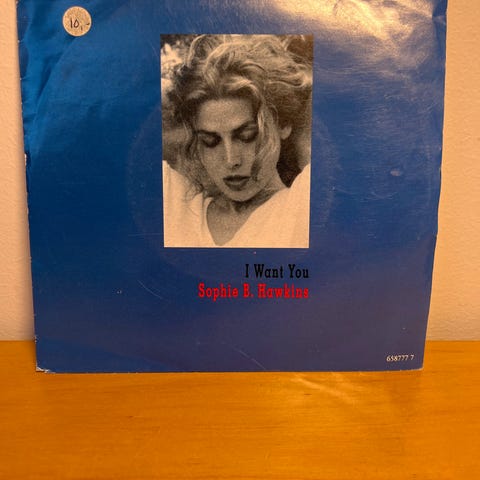 10,-
I Want You
Sophie B. Hawkins
658777 7